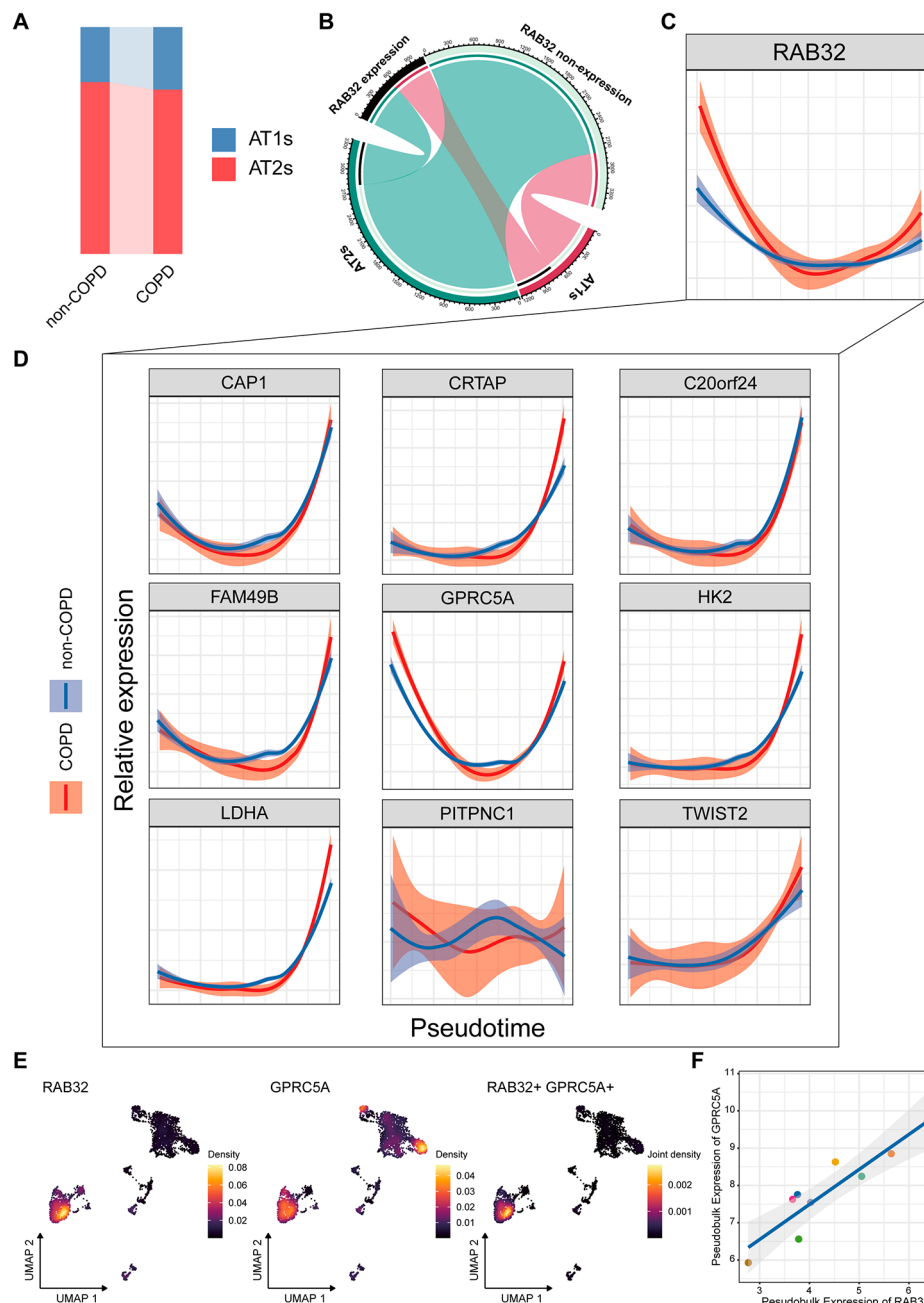 A
non-COPD
COPD
AT1s
AT2s
B
RAB32 expression
RAB32 non-expression
AT2s
AT1s
C
RAB32
D
CAP1
CRTAP
C20orf24
FAM49B
GPRC5A
HK2
LDHA
PITPNC1
TWIST2
non-COPD
COPD
Relative expression
Pseudotime
E
RAB32
GPRC5A
RAB32+ GPRC5A+
Density
0.08
0.06
0.04
0.02
Density
0.04
0.03
0.02
0.01
Joint density
0.002
0.001
UMAP 2
UMAP 1
UMAP 2
UMAP 1
UMAP 2
UMAP 1
F
Pseudobulk Expression of GPRC5A
11
10
9
8
7
6
3
4
5
6
Pseudobulk Expression of RAB3